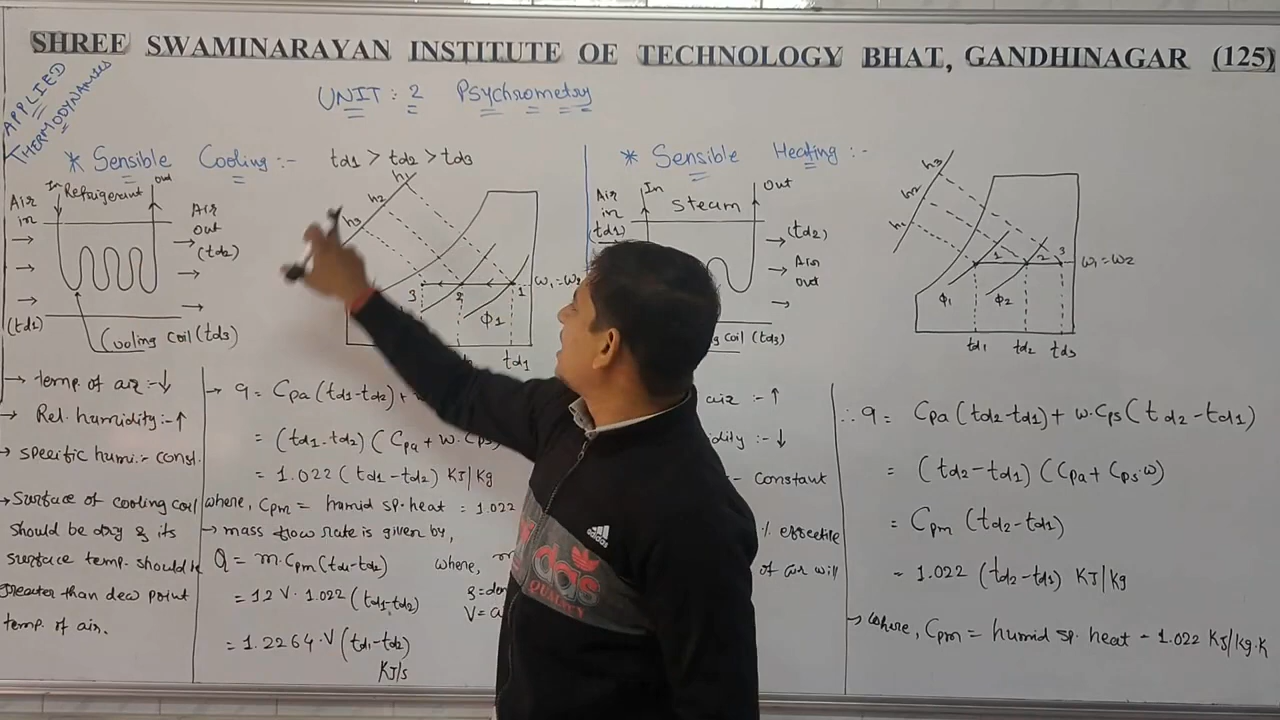 SHREE SWAMINARAYAN INSTITUTE OF TECHNOLOGY BHAT, GANDHINAGAR (125)
APPLIED
THERMODYNAMICS
UNIT : 2 Psychrometry
* Sensible Cooling :-
td1 > td2 > td3
In Refrigerant out
Air
in
Air
out
(td2)
(td1)
Cooling coil (td3)
h1
h2
h3
3 2 1
ω1=ω2
Φ1
td1
→ temp. of air :- ↓
→ Rel. humidity :- ↑
→ specific humi. :- const.
→ Surface of cooling coil
should be dry & its
surface temp. should be
greater than dew point
temp. of air.
→ q = Cpa (td1-td2) +
= (td1-td2) (Cpa + w. Cps)
= 1.022 (td1-td2) KJ/Kg
where, Cpm = humid sp. heat = 1.022
→ mass flow rate is given by,
Q = m. Cpm (td1-td2) where, m
= 1.2 V. 1.022 (td1-td2)
= 1.2264. V (td1-td2)
KJ/s
* Sensible Heating :-
Air
in
(td1)
In
Steam
Out
(td2)
Air
out
coil (td3)
h3
h2
h1
1 2 3
ω1=ω2
Φ1 Φ2
td1 td2 td3
air :- ↑
:- ↓
- constant
% effective
of air will
∴ q = Cpa (td2-td1) + w. Cps (td2-td1)
= (td2-td1) (Cpa + Cps.w)
= Cpm (td2-td1)
= 1.022 (td2-td1) KJ/Kg
→ where, Cpm = humid sp. heat - 1.022 KJ/Kg.K
adidas
adidas
QUALITY